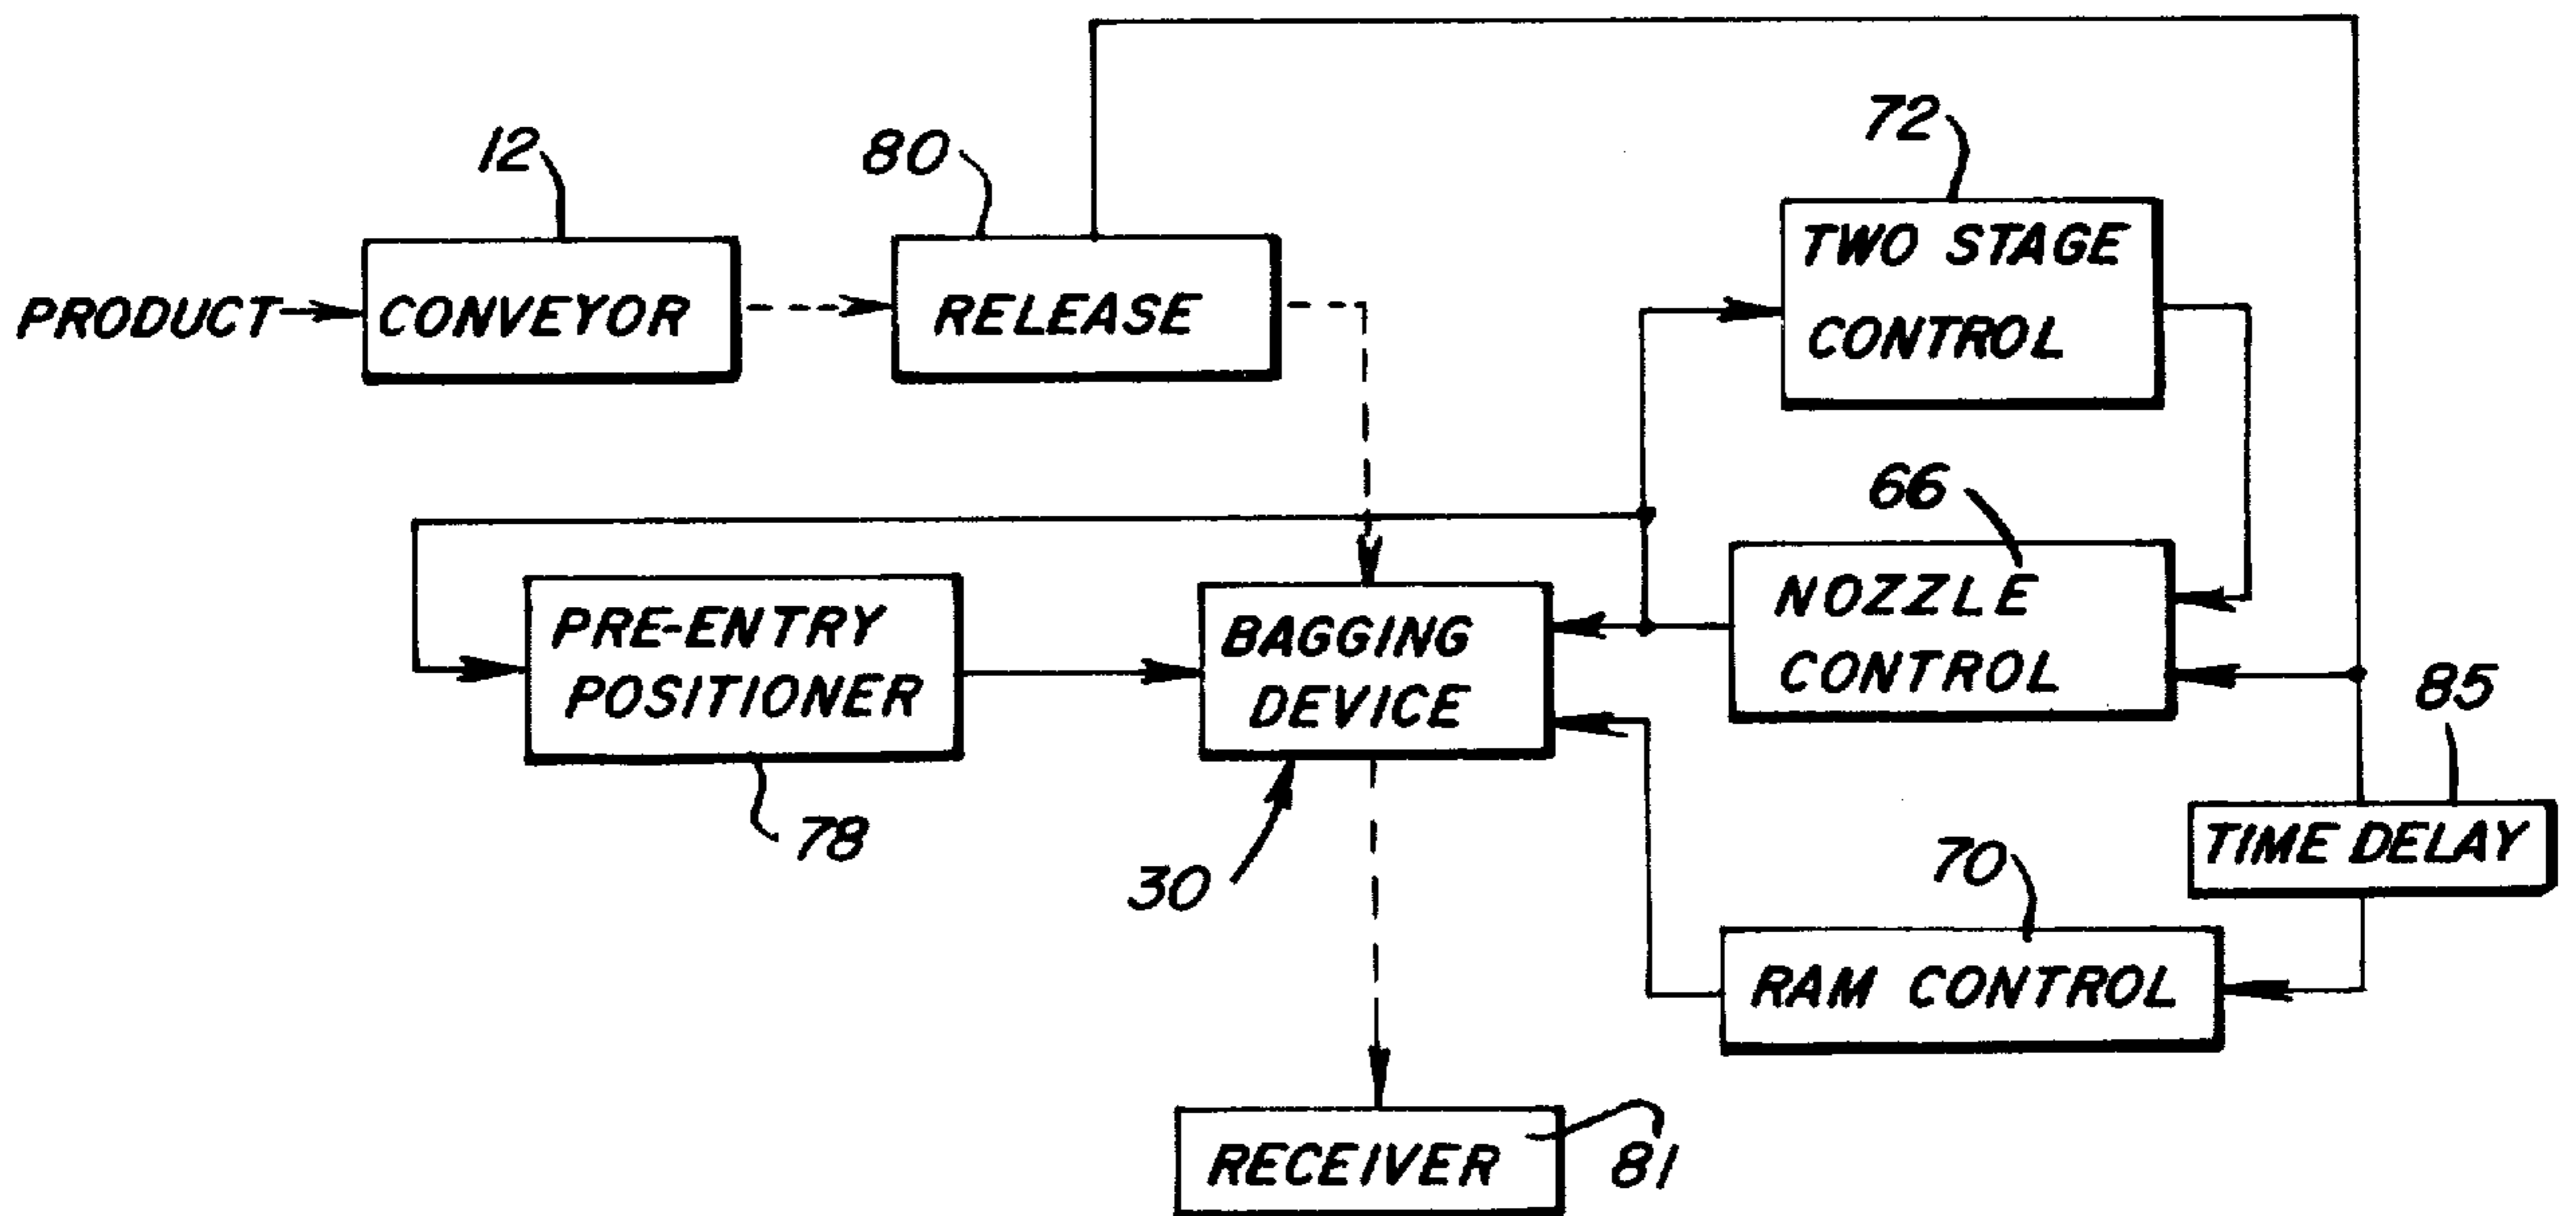 12
80
72
PRODUCT
CONVEYOR
RELEASE
TWO STAGE
CONTROL
66
PRE-ENTRY
POSITIONER
78
BAGGING
DEVICE
30
NOZZLE
CONTROL
85
TIME DELAY
70
RAM CONTROL
RECEIVER
81